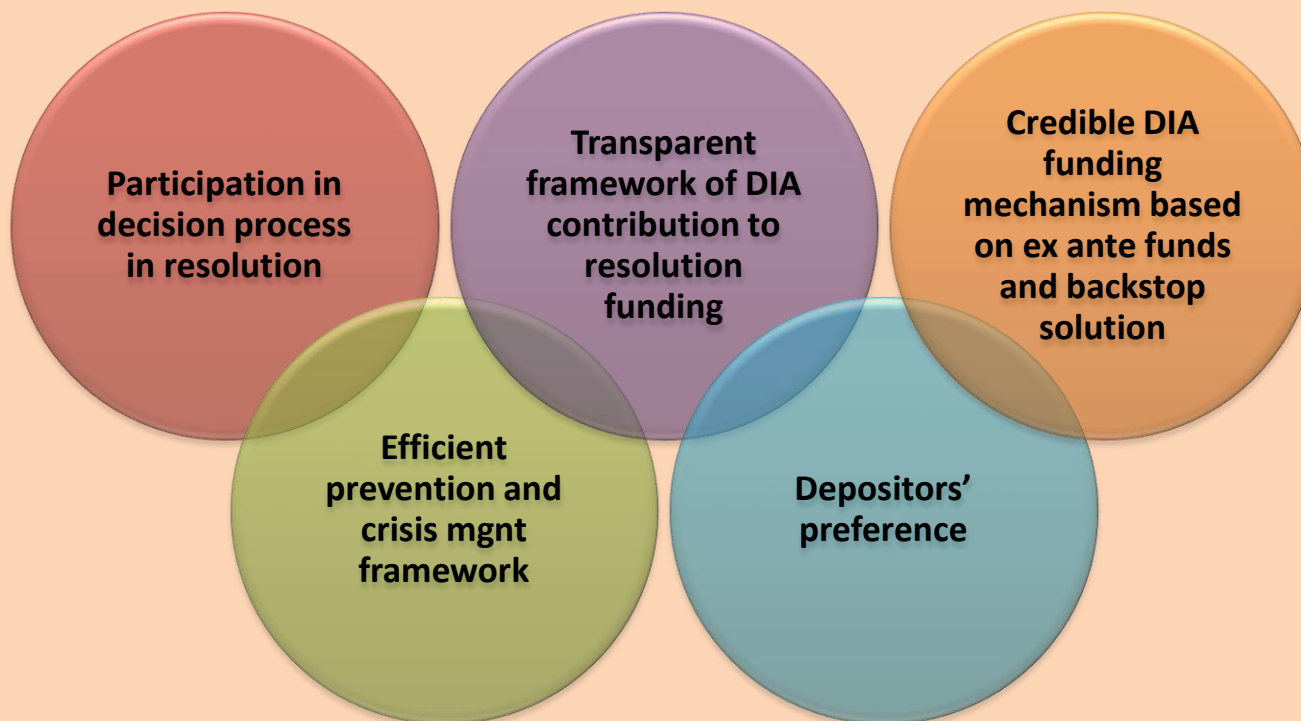 Participation in
decision process
in resolution
Transparent
framework of DIA
contribution to
resolution
funding
Credible DIA
funding
mechanism based
on ex ante funds
and backstop
solution
Efficient
prevention and
crisis mgnt
framework
Depositors’
preference